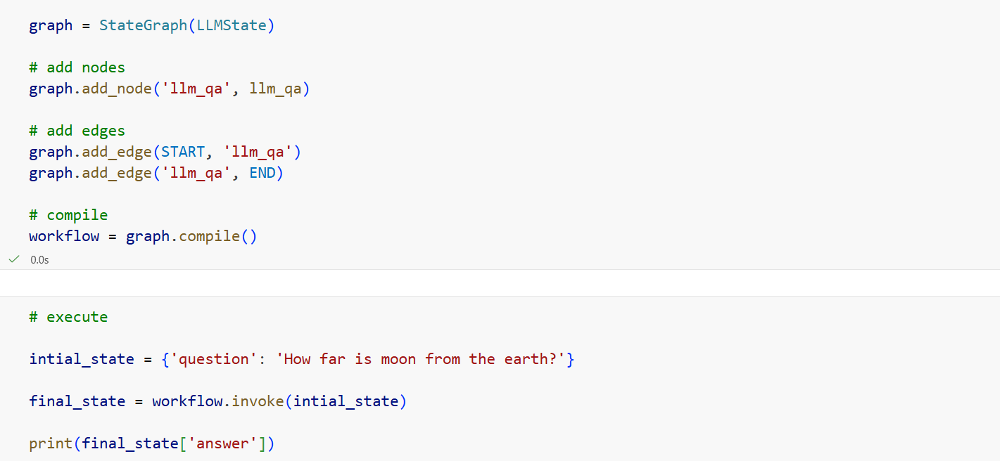 graph = StateGraph(LLMState)
# add nodes
graph.add_node('llm_qa', llm_qa)
# add edges
graph.add_edge(START, 'llm_qa')
graph.add_edge('llm_qa', END)
# compile
workflow = graph.compile()
0.0s
# execute
intial_state = {'question': 'How far is moon from the earth?'}
final_state = workflow.invoke(intial_state)
print(final_state['answer'])